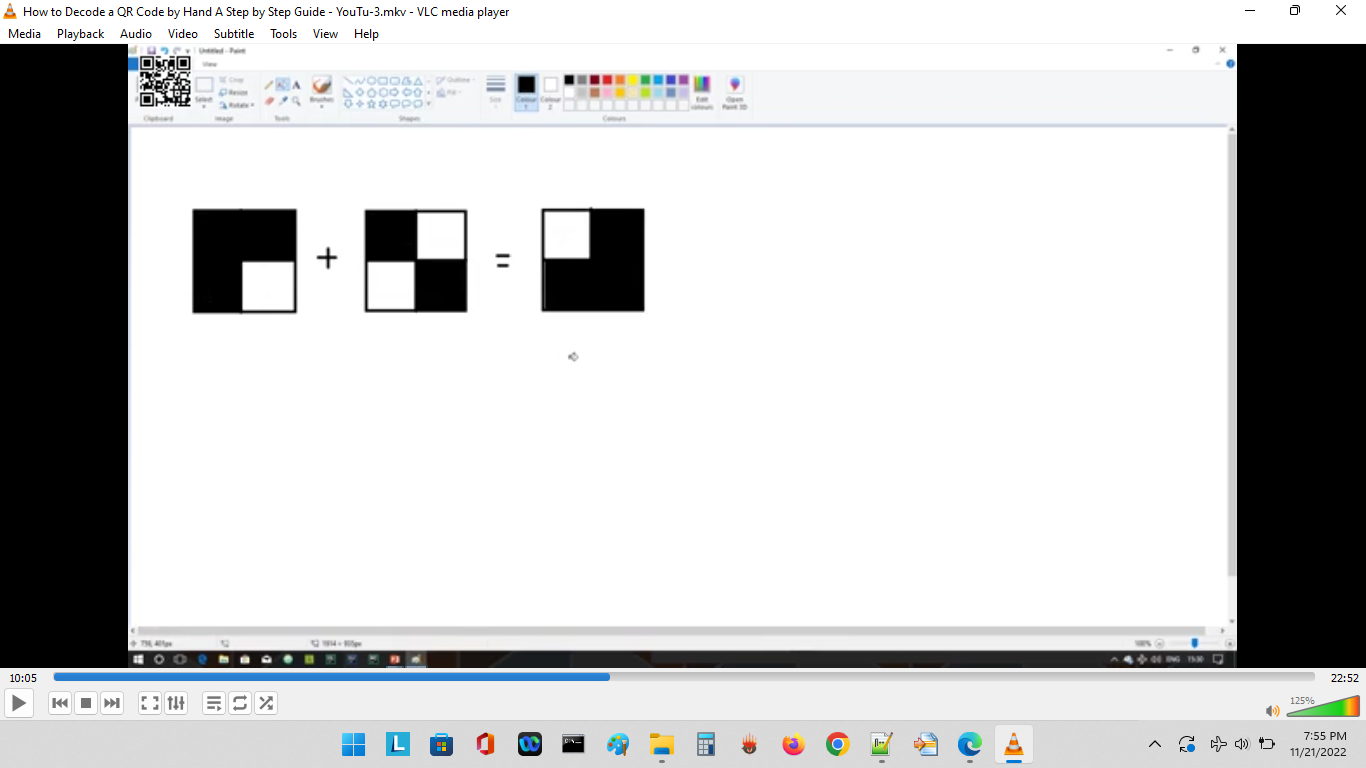 How to Decode a QR Code by Hand A Step by Step Guide - YouTu-3.mkv - VLC media player
Media Playback Audio Video Subtitle Tools View Help
Untitled - Paint
View
Select
Crop
Resize
Rotate
A
Brushes
Outline
Fill
Size
Colour
1
Colour
2
Edit
colours
Open
Paint 3D
Clipboard
Image
Tools
Shapes
Colours
+ =
100%
ENG 15:30
10:05
22:52
125%
7:55 PM
11/21/2022